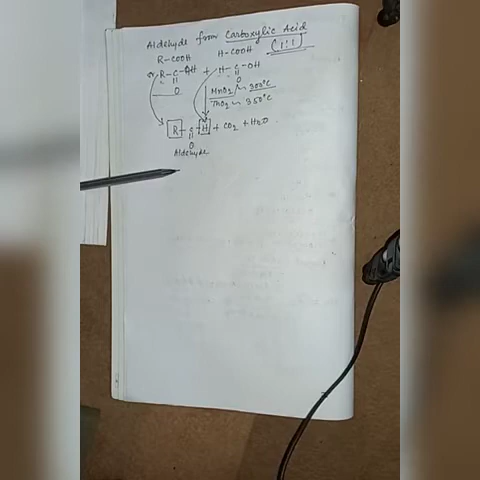 Aldehyde from Carboxylic Acid
R-COOH H-COOH (1:1)
R-C-OH + H-C-OH
O O
MnO2/~300°C
ThO2~350°C
R-C-H + CO2 + H2O
O
Aldehyde